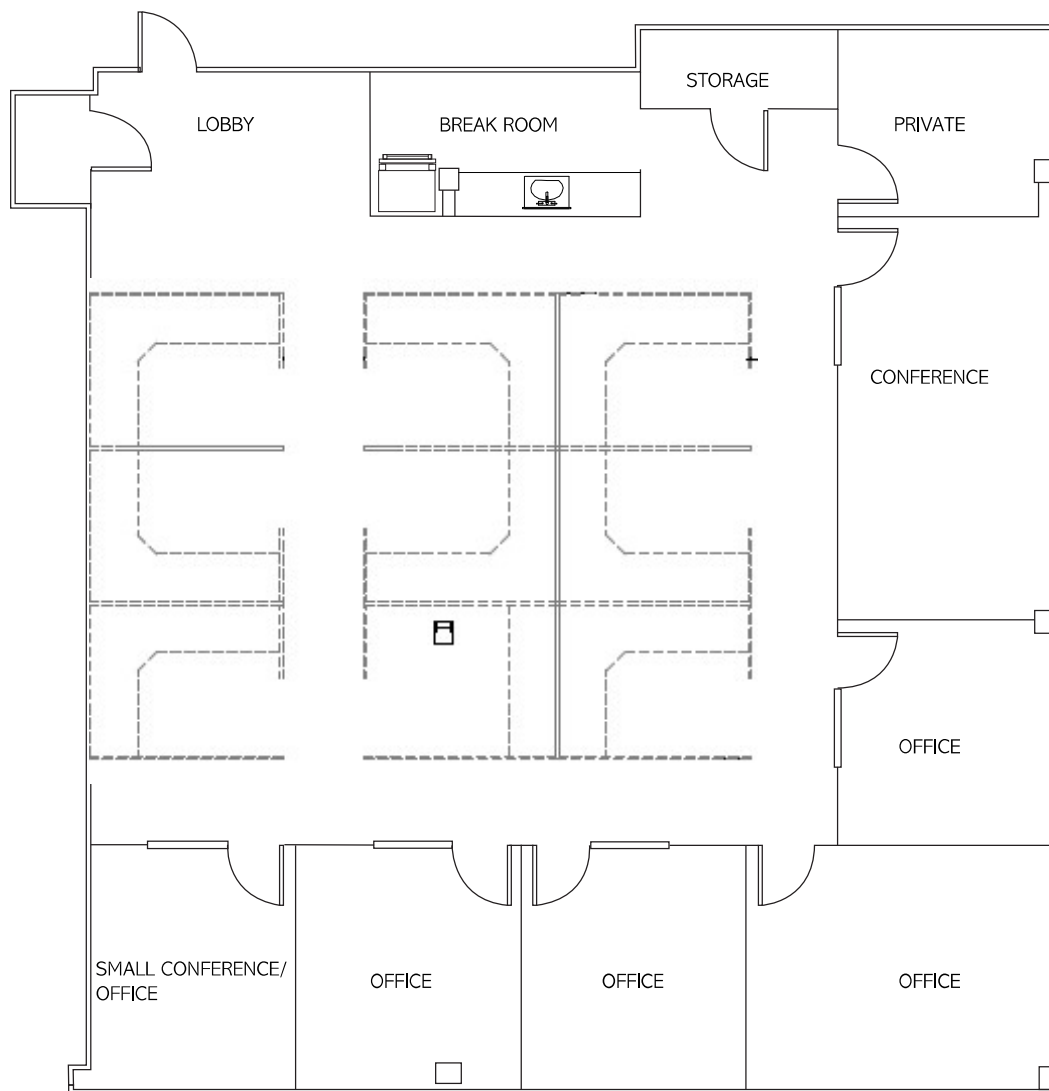 STORAGE
LOBBY
BREAK ROOM
PRIVATE
CONFERENCE
OFFICE
SMALL CONFERENCE/
OFFICE
OFFICE
OFFICE
OFFICE